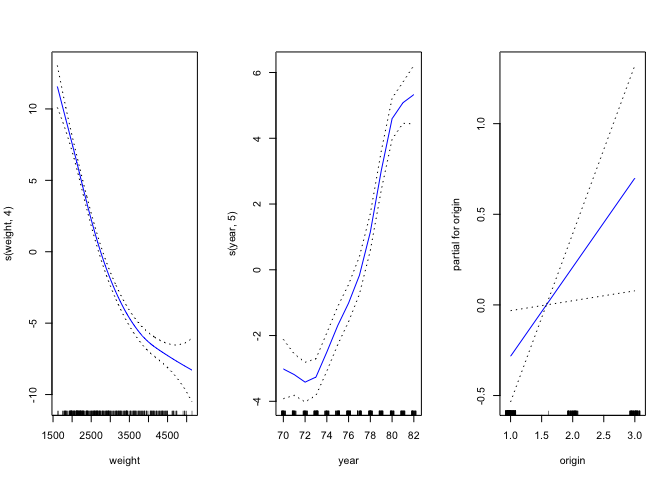 s(weight, 4)
10
5
0
-5
-10
1500 2500 3500 4500
weight
s(year, 5)
6
4
2
0
-2
-4
70 72 74 76 78 80 82
year
partial for origin
1.0
0.5
0.0
-0.5
1.0 1.5 2.0 2.5 3.0
origin